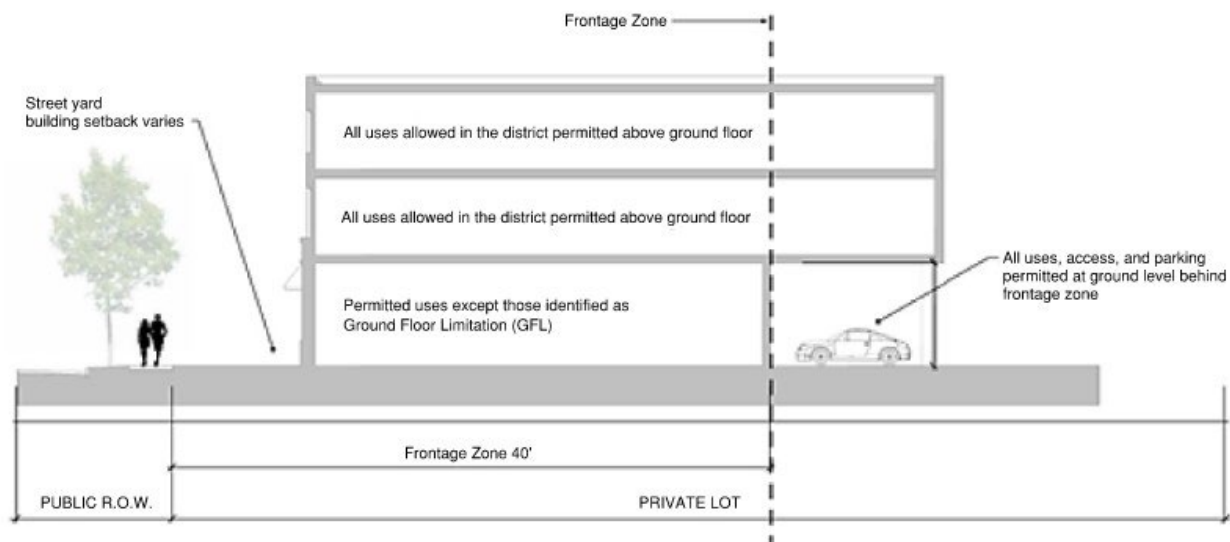 Frontage Zone
Street yard
building setback varies
All uses allowed in the district permitted above ground floor
All uses allowed in the district permitted above ground floor
All uses, access, and parking
permitted at ground level behind
frontage zone
Permitted uses except those identified as
Ground Floor Limitation (GFL)
Frontage Zone 40'
PUBLIC R.O.W.
PRIVATE LOT